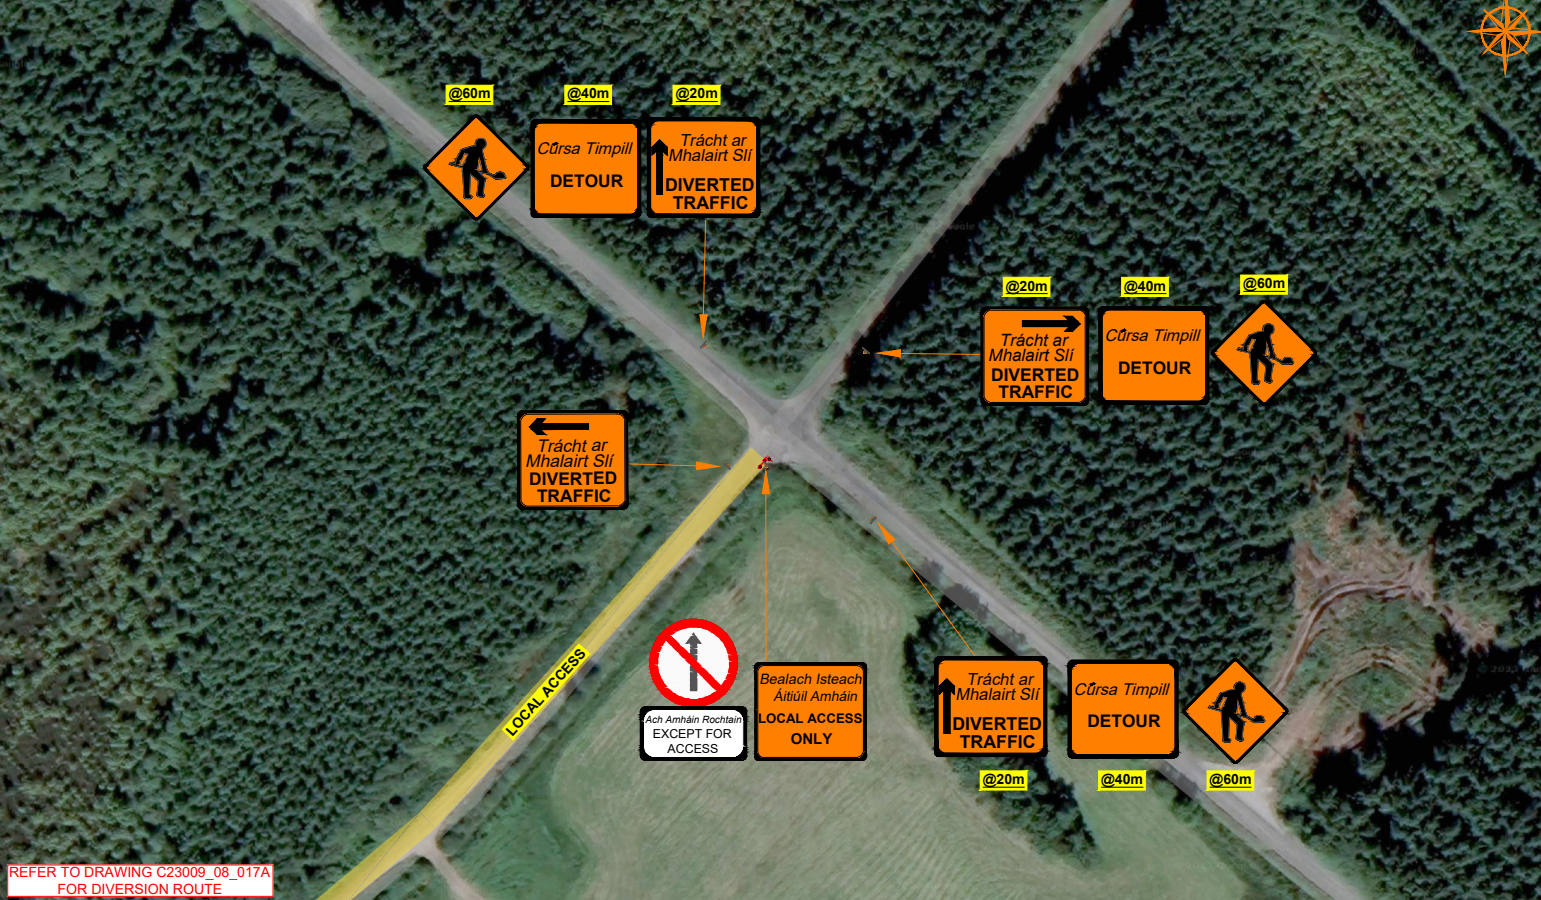 @60m
@40m
@20m
Cúrsa Timpill
DETOUR
Trácht ar
Mhalairt Slí
DIVERTED
TRAFFIC
@20m
@40m
@60m
Trácht ar
Mhalairt Slí
DIVERTED
TRAFFIC
Cúrsa Timpill
DETOUR
Trácht ar
Mhalairt Slí
DIVERTED
TRAFFIC
LOCAL ACCESS
Ach Amháin Rochtain
EXCEPT FOR
ACCESS
Bealach Isteach
Áitiúil Amháin
LOCAL ACCESS
ONLY
Trácht ar
Mhalairt Slí
DIVERTED
TRAFFIC
Cúrsa Timpill
DETOUR
@20m
@40m
@60m
REFER TO DRAWING C23009_08_017A
FOR DIVERSION ROUTE